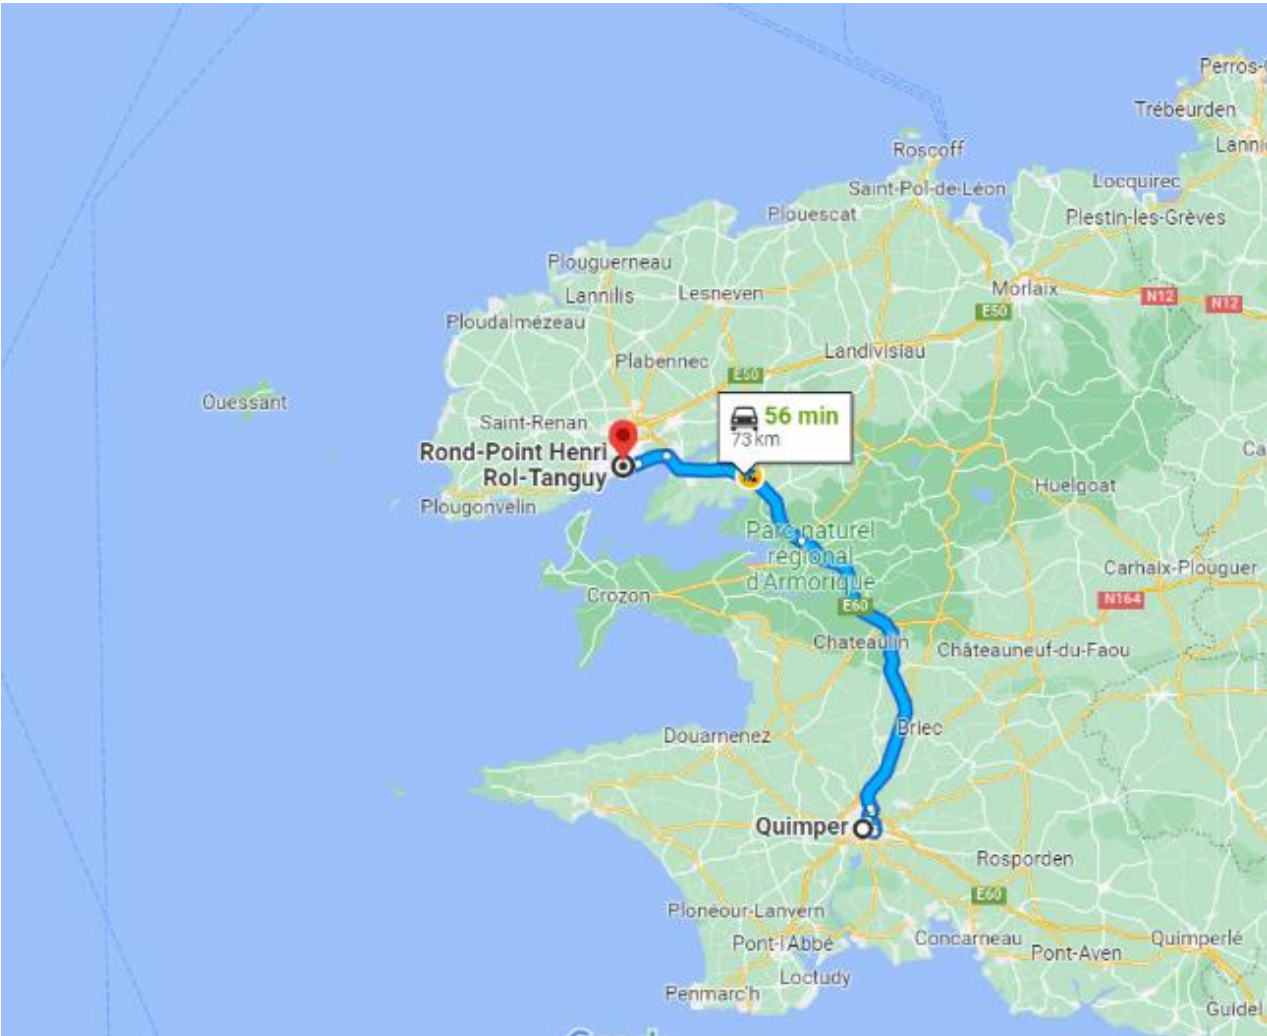 Perros-
Trébeurden
Lanni
Roscoff
Saint-Pol-de-Léon
Locquirec
Plouescat
Plestin-les-Grèves
Plouguerneau
Lannilis
Lesneven
Morlaix
N12
N12
E50
Ploudalmézeau
Plabennec
Landivisiau
E50
Ouessant
Saint-Renan
56 min
73 km
Rond-Point Henri
Rol-Tanguy
Ca
Plougonvelin
Huelgoat
Parc naturel
régional
d'Armorique
Carhaix-Plouguer
Crozon
E60
N164
Chateaulin
Châteauneuf-du-Faou
Briec
Douarnenez
Quimper
Rosporden
E60
Plonéour-Lanvern
Pont-l'Abbé
Concarneau
Pont-Aven
Quimperlé
Loctudy
Penmarc'h
Guidel